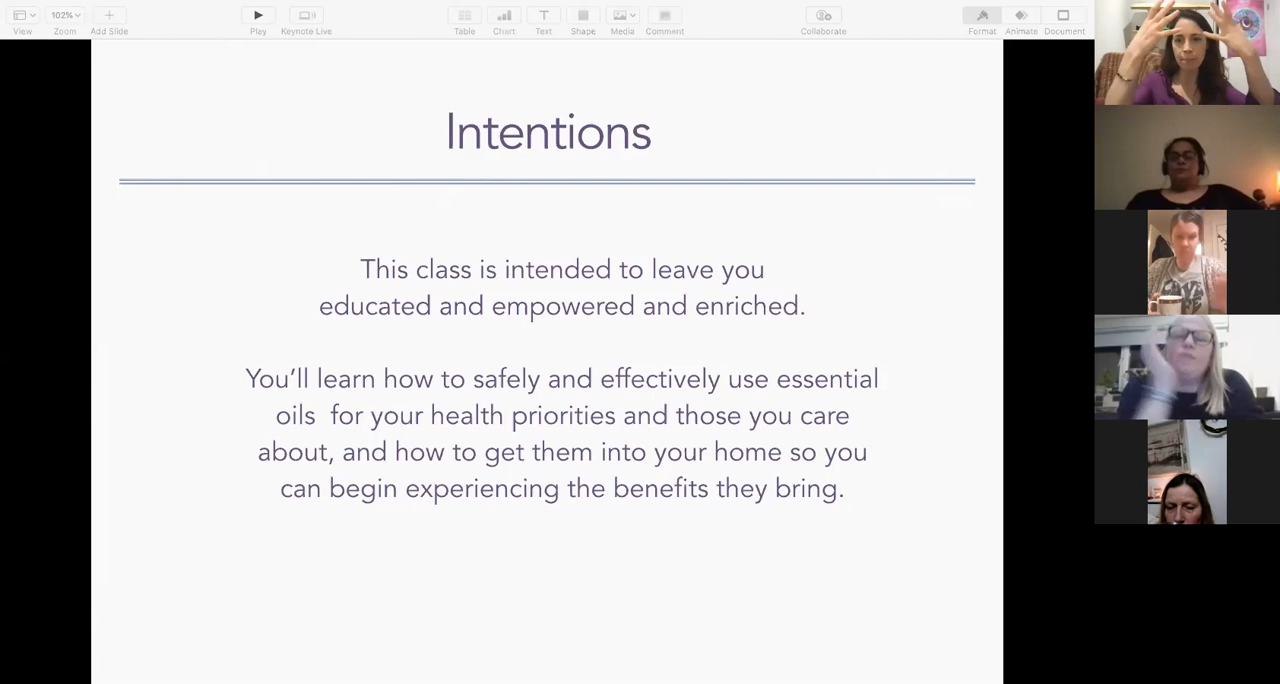 View
102%
Zoom
Add Slide
Play
Keynote Live
Table
Chart
Text
Shape
Media
Comment
Collaborate
Format
Animate
Document
Intentions
This class is intended to leave you
educated and empowered and enriched.
You’ll learn how to safely and effectively use essential
oils  for your health priorities and those you care
about, and how to get them into your home so you
can begin experiencing the benefits they bring.